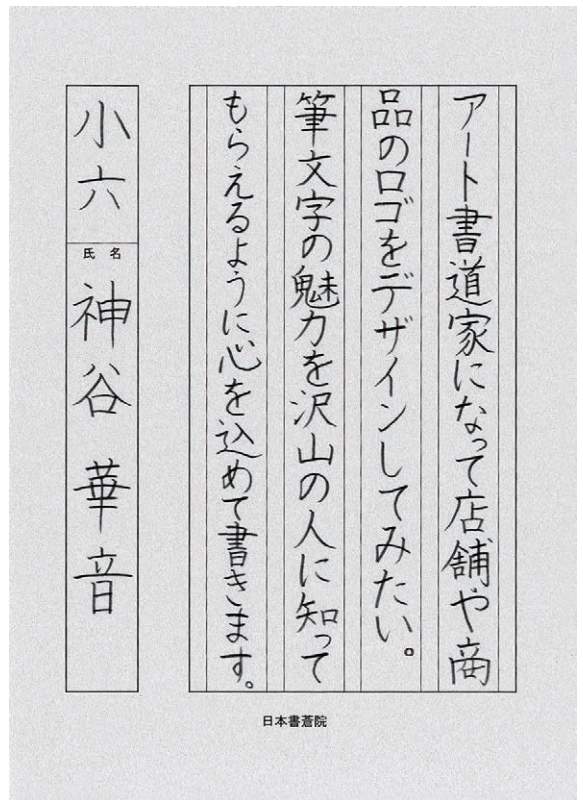 アート書道家になって店舗や商
品のロゴをデザインしてみたい。
筆文字の魅力を沢山の人に知って
もらえるように心を込めて書きます。
小六
氏名
神谷 華音
日本書蒼院